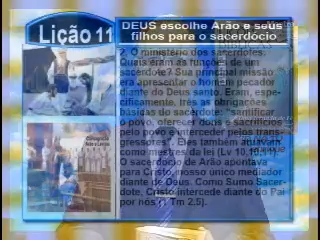 Lição 11
DEUS escolhe Arão e seus
filhos para o sacerdócio
2. O ministério dos sacerdotes.
Quais eram as funções de um
sacerdote? Sua principal missão
era apresentar o homem pecador
diante do Deus santo. Eram, espe-
cificamente, três as obrigações
básicas do sacerdote: "santificar
o povo, oferecer dons e sacrifícios
pelo povo e interceder pelos trans-
gressores". Eles também atuavam
como mestres da lei (Lv 10.10,11).
O sacerdócio de Arão apontava
para Cristo, nosso único mediador
diante de Deus. Como Sumo Sacer-
dote, Cristo intercede diante do Pai
por nós (1 Tm 2.5).